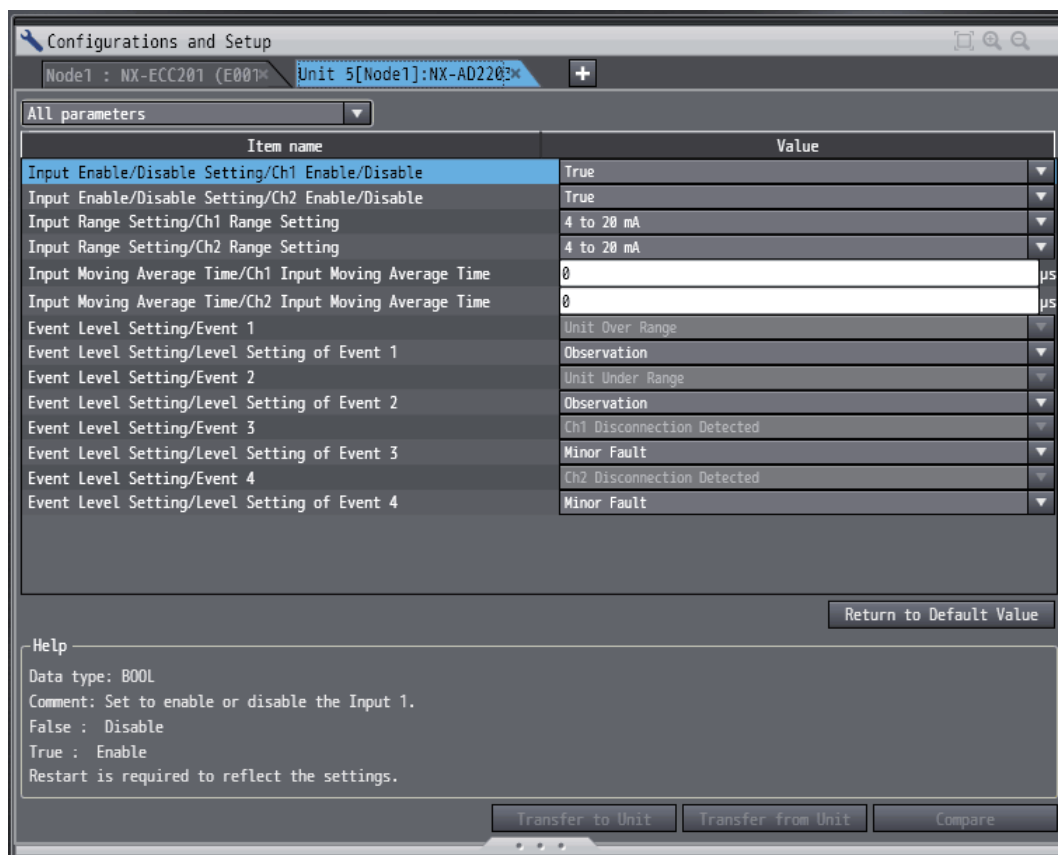 Configurations and Setup
Node1 : NX-ECC201 (E001 Unit 5[Node1]:NX-AD2203
All parameters
Item name Value
Input Enable/Disable Setting/Ch1 Enable/Disable True
Input Enable/Disable Setting/Ch2 Enable/Disable True
Input Range Setting/Ch1 Range Setting 4 to 20 mA
Input Range Setting/Ch2 Range Setting 4 to 20 mA
Input Moving Average Time/Ch1 Input Moving Average Time 0 µs
Input Moving Average Time/Ch2 Input Moving Average Time 0 µs
Event Level Setting/Event 1 Unit Over Range
Event Level Setting/Level Setting of Event 1 Observation
Event Level Setting/Event 2 Unit Under Range
Event Level Setting/Level Setting of Event 2 Observation
Event Level Setting/Event 3 Ch1 Disconnection Detected
Event Level Setting/Level Setting of Event 3 Minor Fault
Event Level Setting/Event 4 Ch2 Disconnection Detected
Event Level Setting/Level Setting of Event 4 Minor Fault
Return to Default Value
Help
Data type: BOOL
Comment: Set to enable or disable the Input 1.
False : Disable
True : Enable
Restart is required to reflect the settings.
Transfer to Unit Transfer from Unit Compare